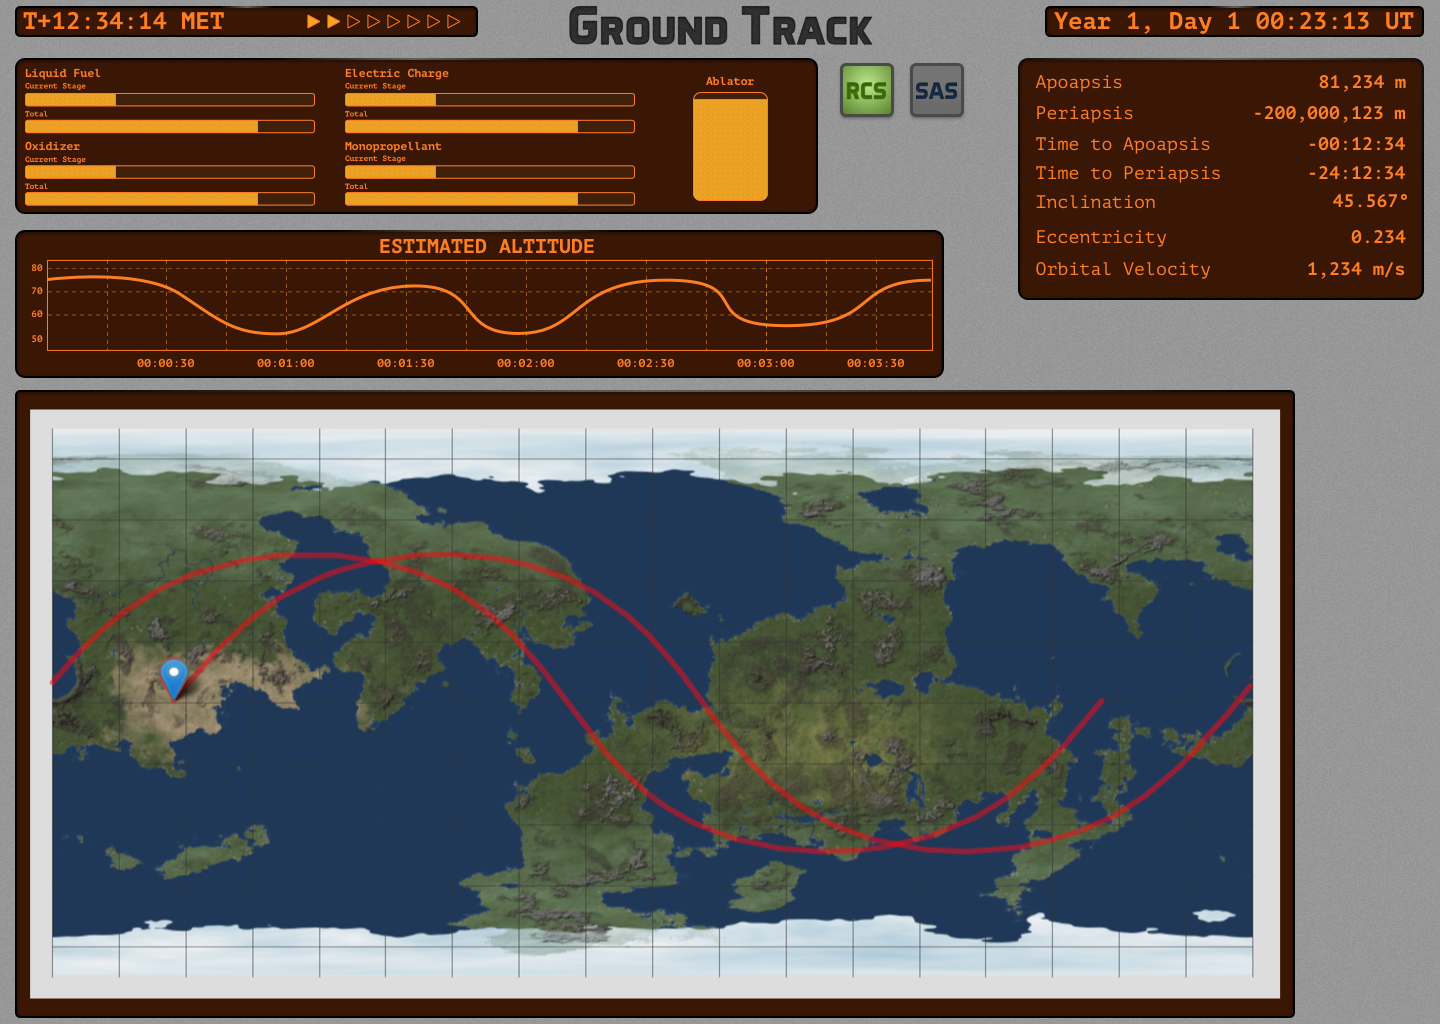 T+12:34:14 MET
Ground Track
Year 1, Day 1 00:23:13 UT
Liquid Fuel
Current Stage
Total
Oxidizer
Current Stage
Total
Electric Charge
Current Stage
Total
Monopropellant
Current Stage
Total
Ablator
RCS
SAS
Apoapsis 81,234 m
Periapsis -200,000,123 m
Time to Apoapsis -00:12:34
Time to Periapsis -24:12:34
Inclination 45.567°
Eccentricity 0.234
Orbital Velocity 1,234 m/s
ESTIMATED ALTITUDE
80
70
60
50
00:00:30 00:01:00 00:01:30 00:02:00 00:02:30 00:03:00 00:03:30